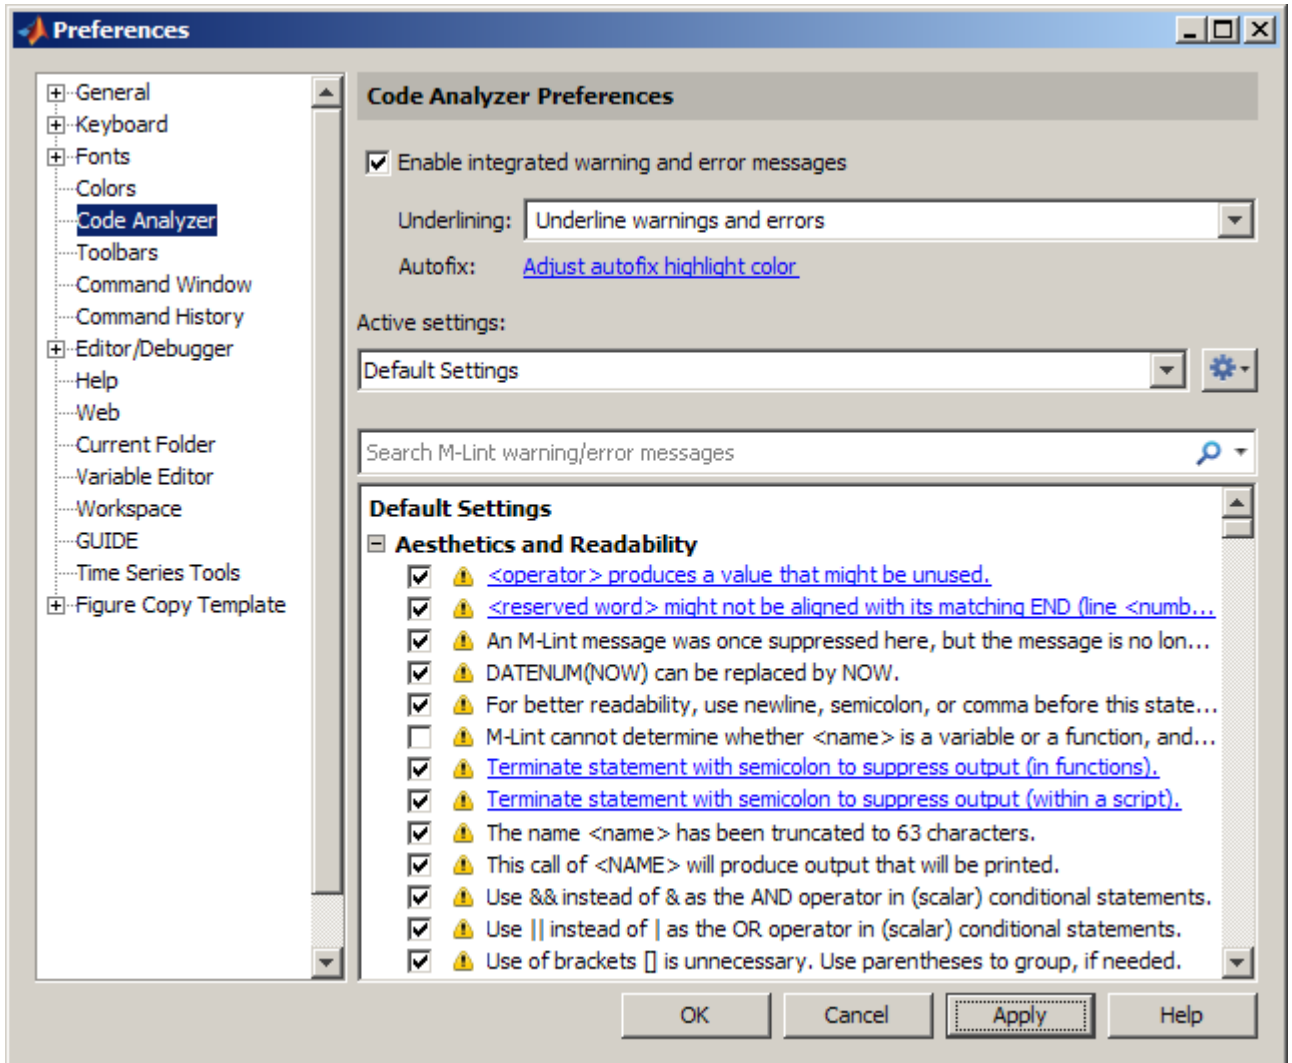 Preferences
General
Keyboard
Fonts
Colors
Code Analyzer
Toolbars
Command Window
Command History
Editor/Debugger
Help
Web
Current Folder
Variable Editor
Workspace
GUIDE
Time Series Tools
Figure Copy Template
Code Analyzer Preferences
Enable integrated warning and error messages
Underlining: Underline warnings and errors
Autofix: Adjust autofix highlight color
Active settings:
Default Settings
Search M-Lint warning/error messages
Default Settings
Aesthetics and Readability
<operator> produces a value that might be unused.
<reserved word> might not be aligned with its matching END (line <numb...
An M-Lint message was once suppressed here, but the message is no lon...
DATENUM(NOW) can be replaced by NOW.
For better readability, use newline, semicolon, or comma before this state...
M-Lint cannot determine whether <name> is a variable or a function, and...
Terminate statement with semicolon to suppress output (in functions).
Terminate statement with semicolon to suppress output (within a script).
The name <name> has been truncated to 63 characters.
This call of <NAME> will produce output that will be printed.
Use && instead of & as the AND operator in (scalar) conditional statements.
Use || instead of | as the OR operator in (scalar) conditional statements.
Use of brackets [] is unnecessary. Use parentheses to group, if needed.
OK Cancel Apply Help